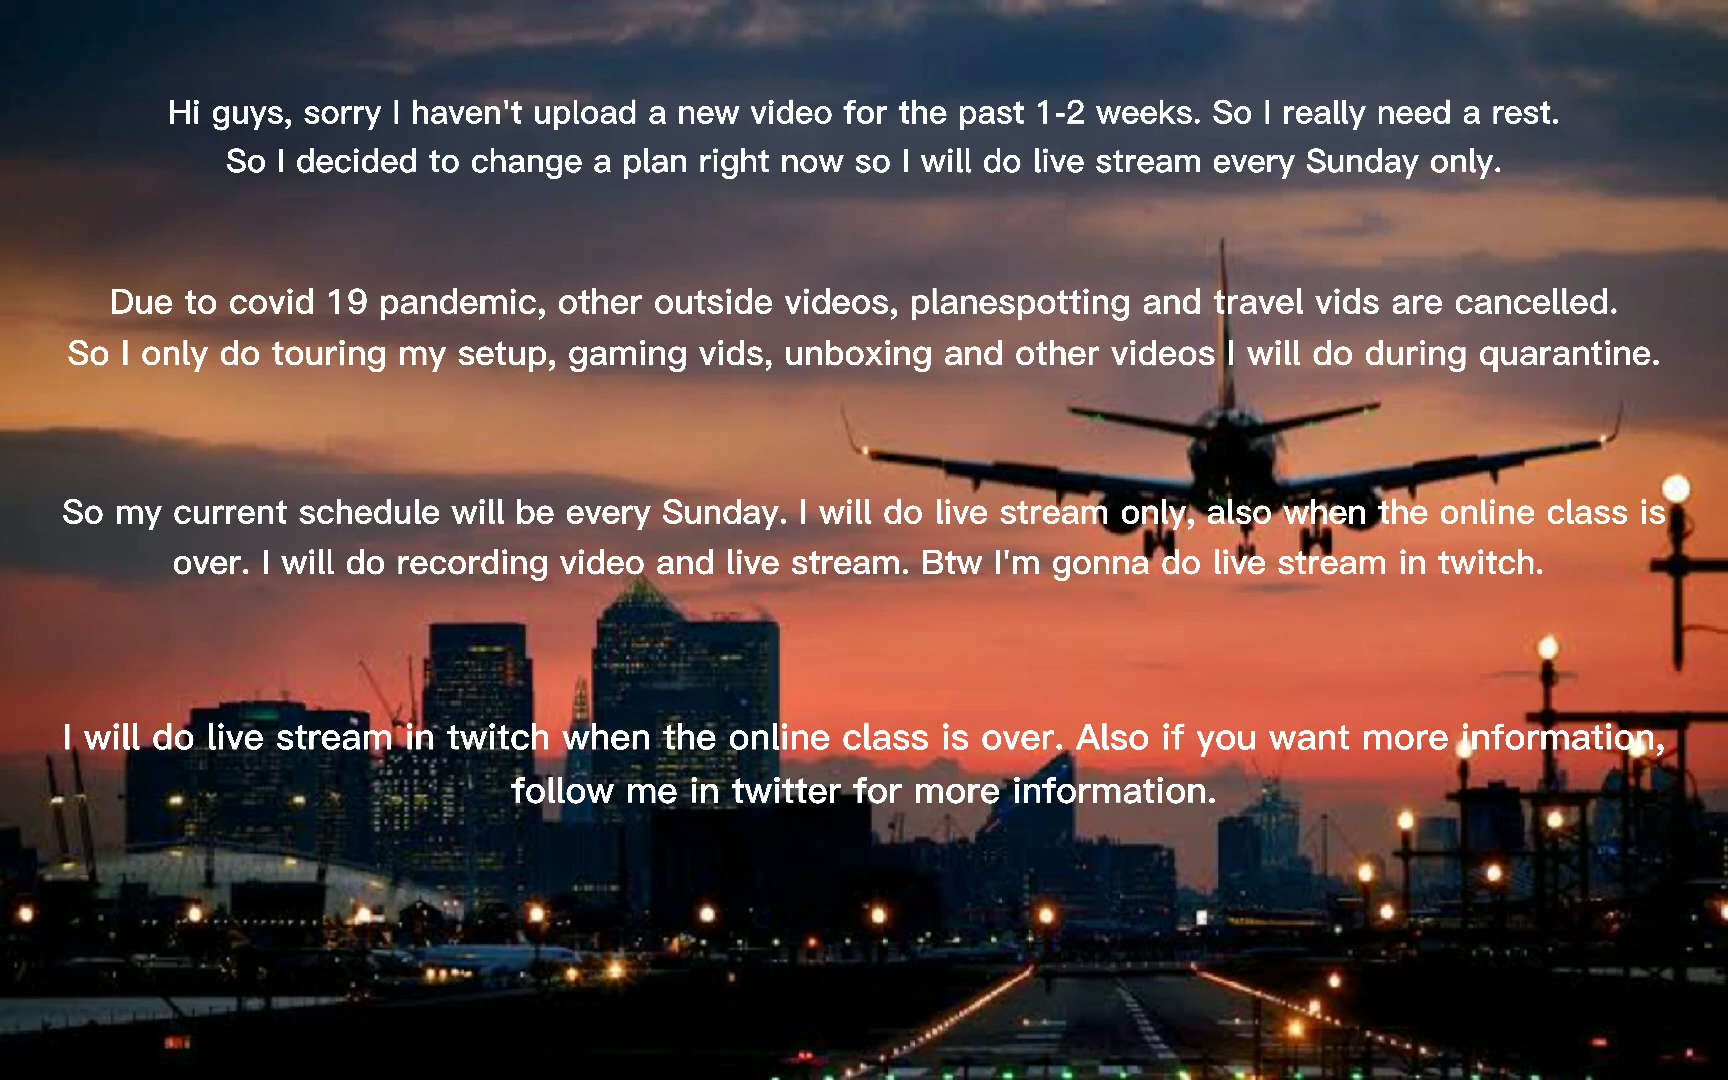 Hi guys, sorry I haven't upload a new video for the past 1-2 weeks. So I really need a rest.
So I decided to change a plan right now so I will do live stream every Sunday only.
Due to covid 19 pandemic, other outside videos, planespotting and travel vids are cancelled.
So I only do touring my setup, gaming vids, unboxing and other videos I will do during quarantine.
So my current schedule will be every Sunday. I will do live stream only, also when the online class is
over. I will do recording video and live stream. Btw I'm gonna do live stream in twitch.
I will do live stream in twitch when the online class is over. Also if you want more information,
follow me in twitter for more information.